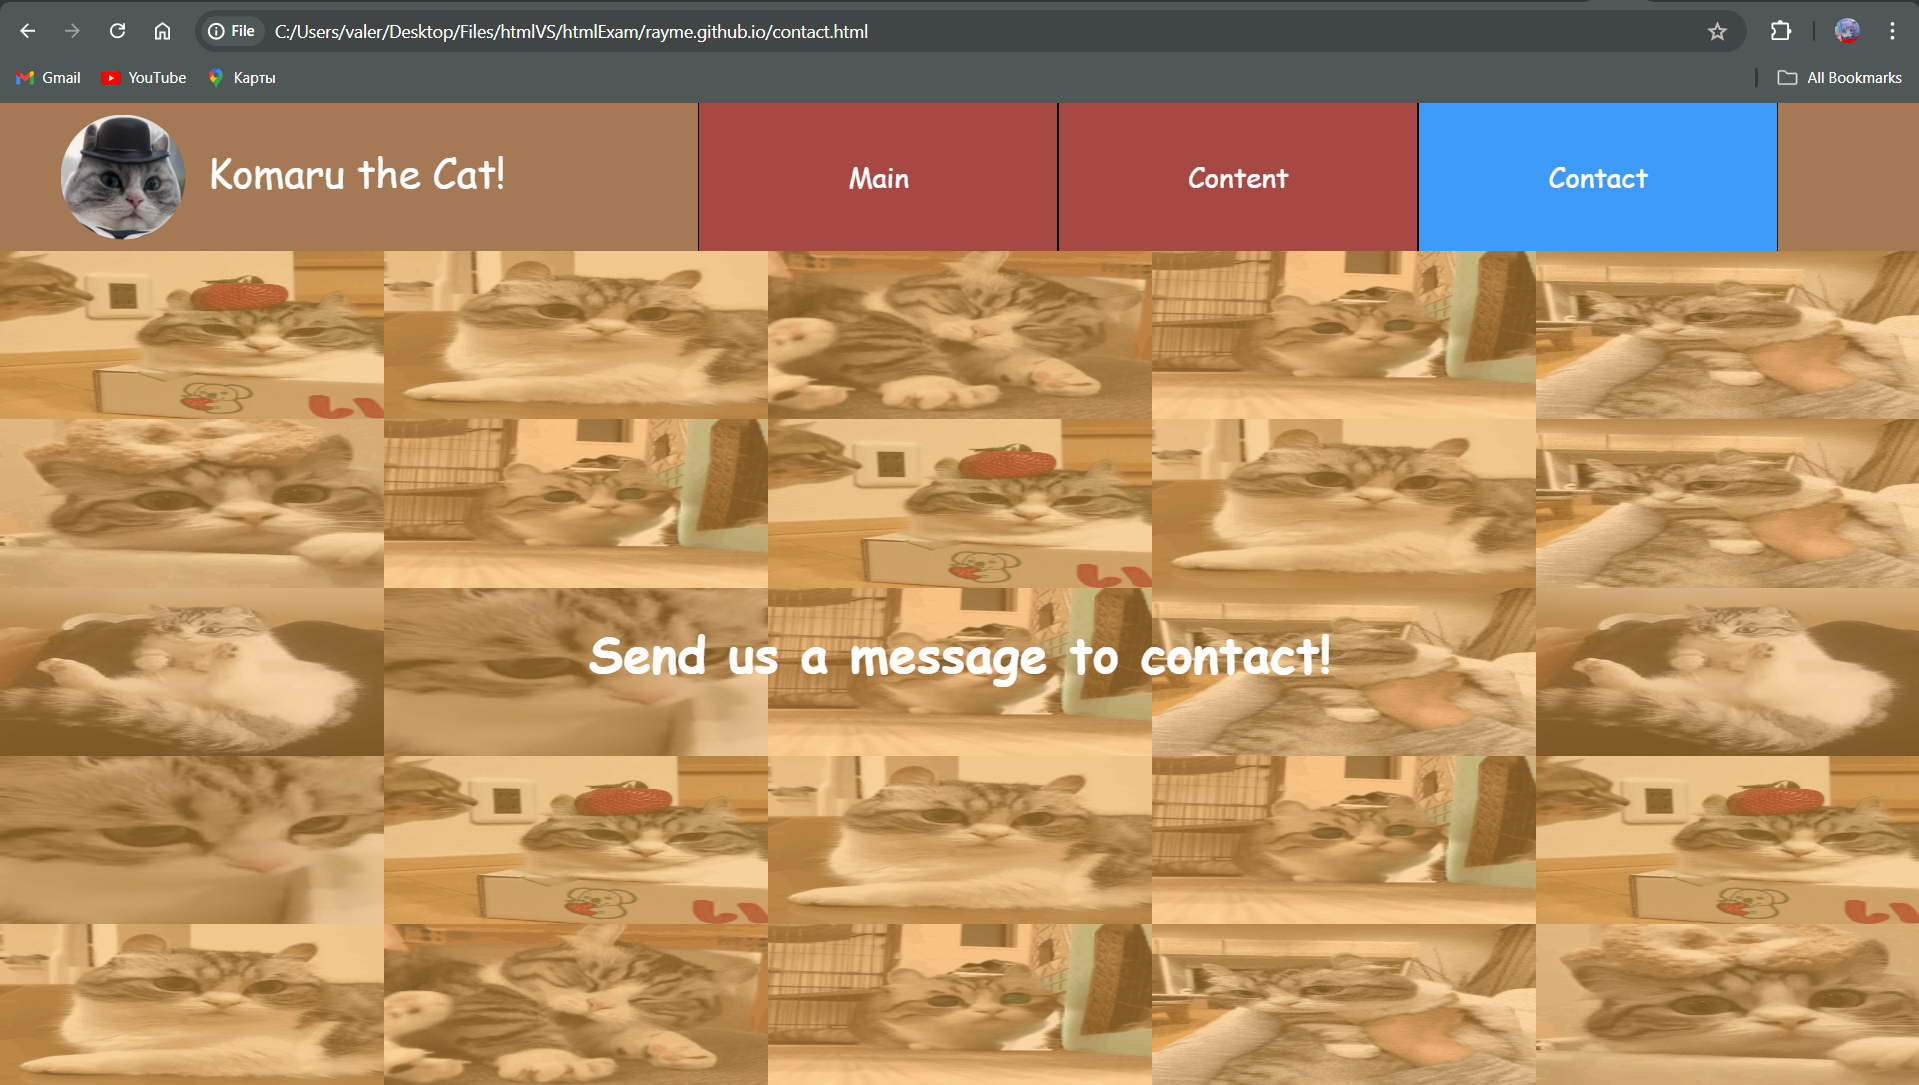 File C:/Users/valer/Desktop/Files/htmlVS/htmlExam/rayme.github.io/contact.html
Gmail YouTube Карты All Bookmarks
Komaru the Cat! Main Content Contact
Send us a message to contact!